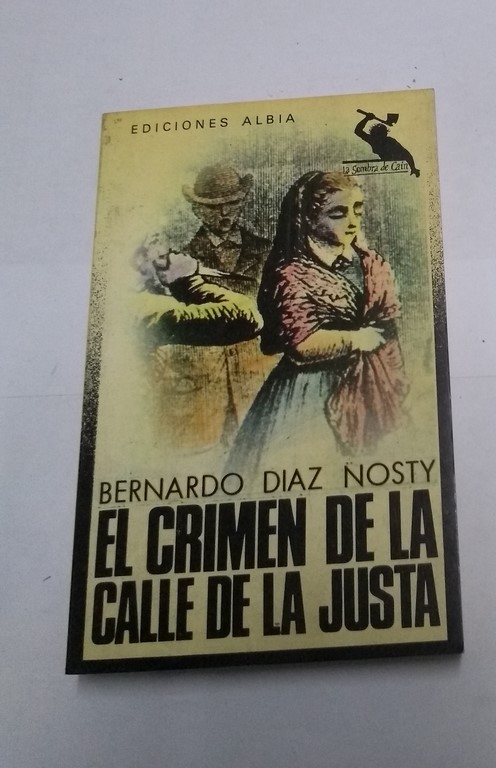 EDICIONES ALBIA
la Sombra de Caín
BERNARDO DIAZ NOSTY
EL CRIMEN DE LA
CALLE DE LA JUSTA